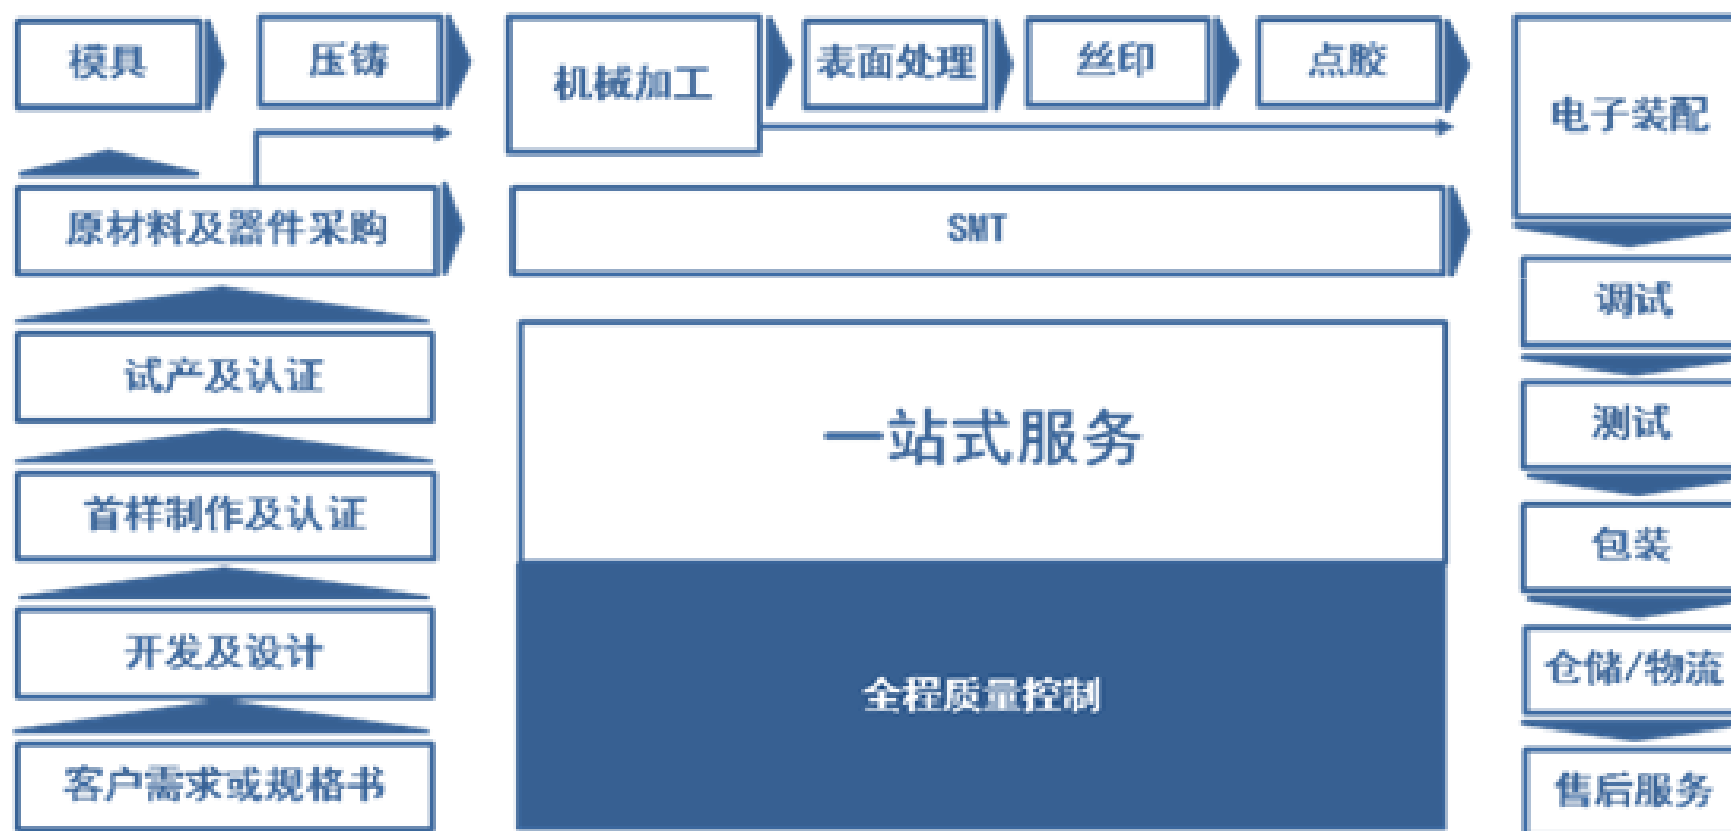 模具
压铸
机械加工
表面处理
丝印
点胶
电子装配
原材料及器件采购
SMT
调试
试产及认证
一站式服务
测试
首样制作及认证
包装
开发及设计
全程质量控制
仓储/物流
客户需求或规格书
售后服务